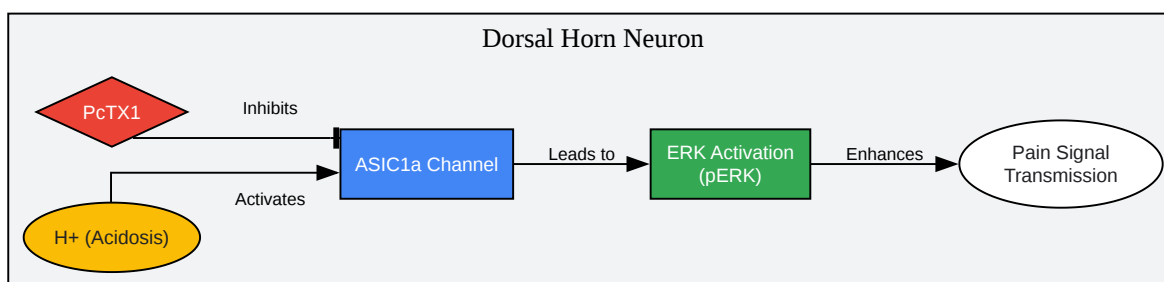 Dorsal Horn Neuron
PcTX1
Inhibits
ASIC1a Channel
Leads to
ERK Activation
(pERK)
Enhances
Pain Signal
Transmission
Activates
H+ (Acidosis)